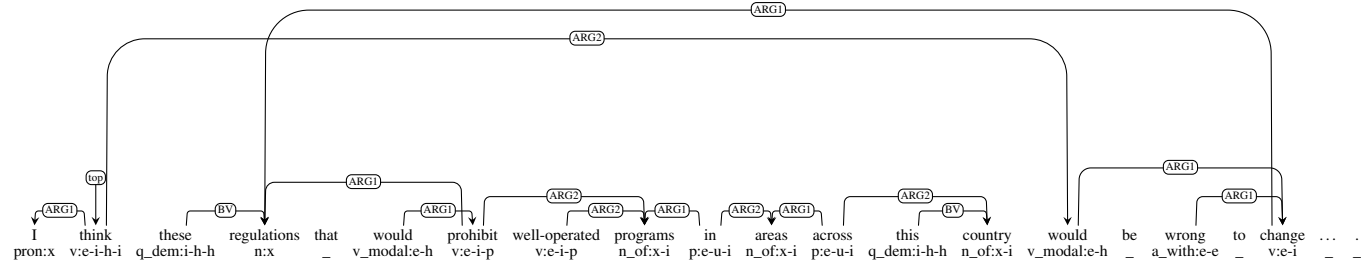 ARG1
ARG2
top
ARG1 ARG1
ARG1 BV ARG1 ARG2 ARG2 ARG1 ARG2 ARG1 ARG2 BV ARG1
I think these regulations that would prohibit well-operated programs in areas across this country would be wrong to change … .
pron:x v:e-i-h-i q_dem:i-h-h n:x _ v_modal:e-h v:e-i-p v:e-i-p n_of:x-i p:e-u-i n_of:x-i p:e-u-i q_dem:i-h-h n_of:x-i v_modal:e-h _ a_with:e-e _ v:e-i _ _